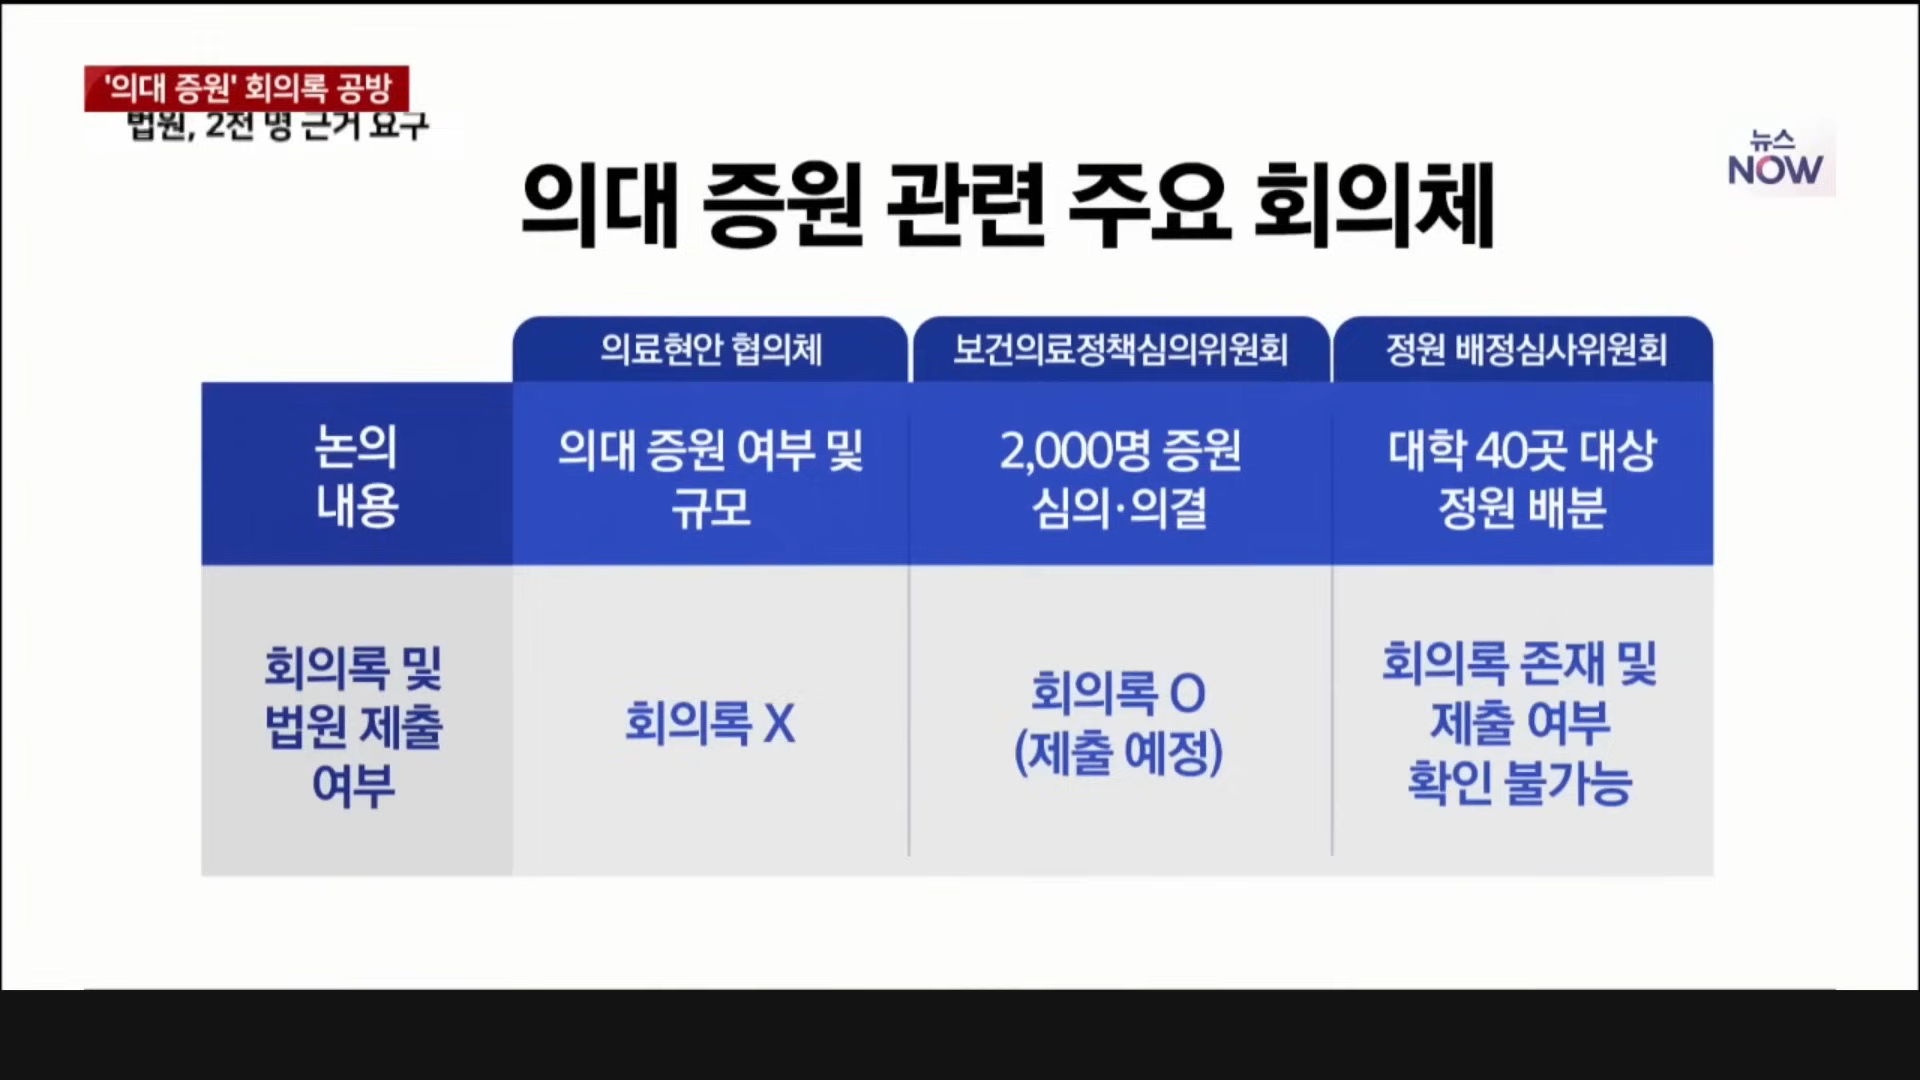 '의대 증원' 회의록 공방
법원, 2천 명 근거 요구
뉴스
NOW
의대 증원 관련 주요 회의체
의료현안 협의체
보건의료정책심의위원회
정원 배정심사위원회
논의
내용
의대 증원 여부 및
규모
2,000명 증원
심의·의결
대학 40곳 대상
정원 배분
회의록 및
법원 제출
여부
회의록 X
회의록 O
(제출 예정)
회의록 존재 및
제출 여부
확인 불가능